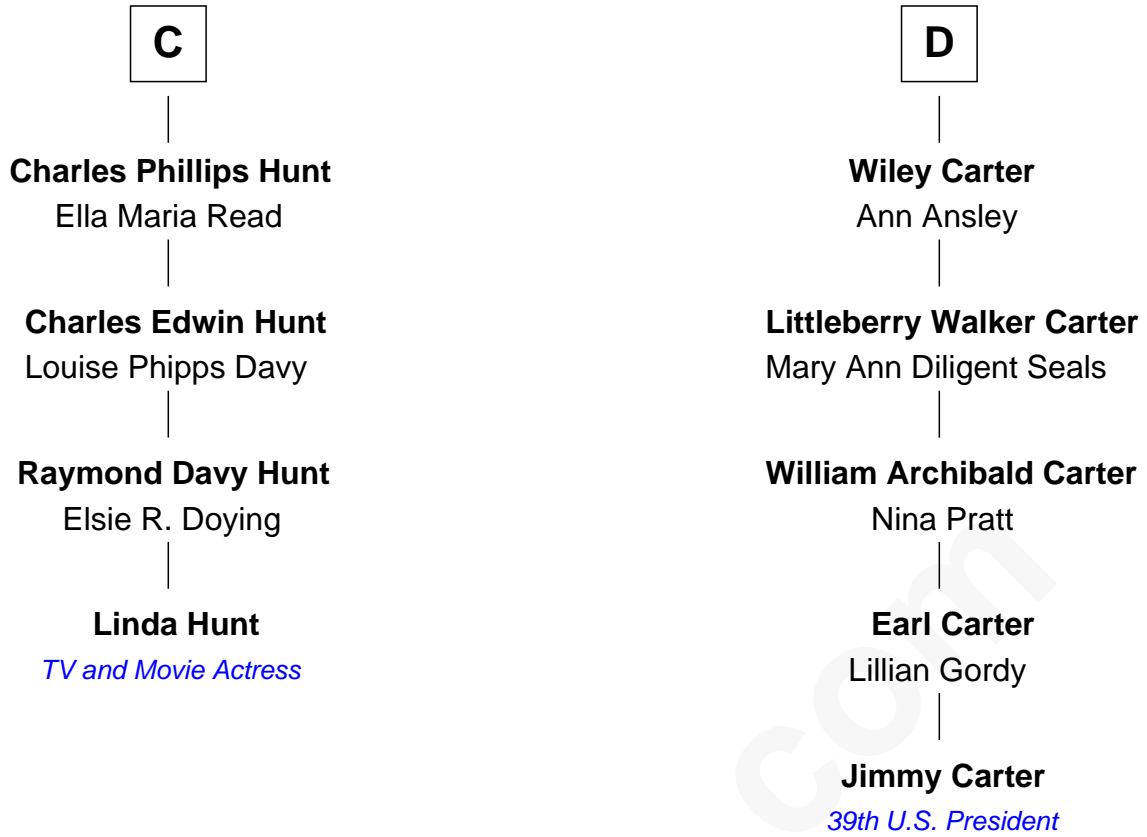 C
Charles Phillips Hunt
Ella Maria Read
Charles Edwin Hunt
Louise Phipps Davy
Raymond Davy Hunt
Elsie R. Doying
Linda Hunt
TV and Movie Actress
D
Wiley Carter
Ann Ansley
Littleberry Walker Carter
Mary Ann Diligent Seals
William Archibald Carter
Nina Pratt
Earl Carter
Lillian Gordy
Jimmy Carter
39th U.S. President
com